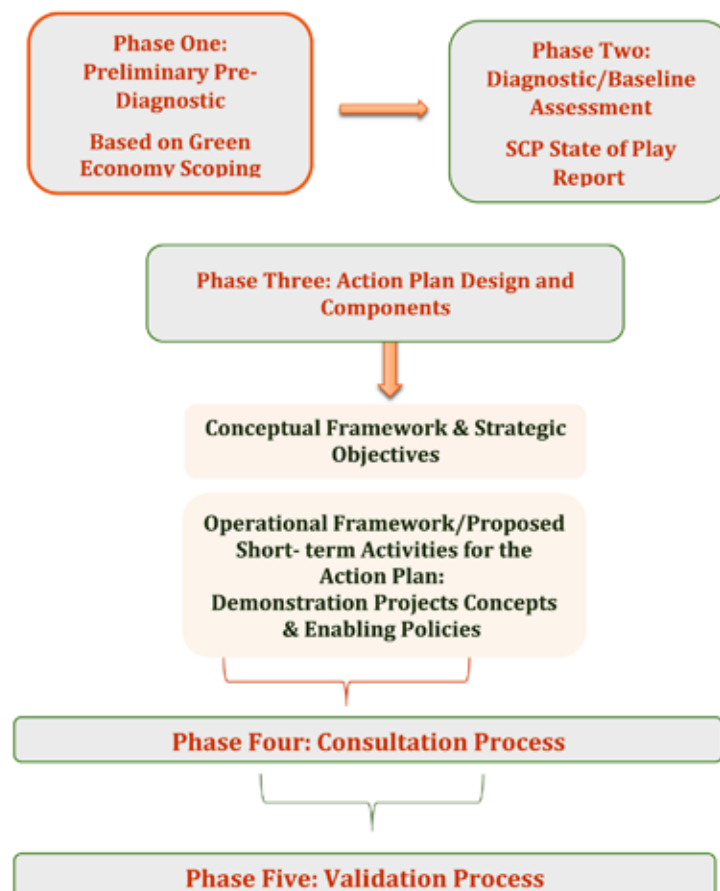 Phase One:
Preliminary Pre-
Diagnostic
Based on Green
Economy Scoping
Phase Two:
Diagnostic/Baseline
Assessment
SCP State of Play
Report
Phase Three: Action Plan Design and
Components
Conceptual Framework & Strategic
Objectives
Operational Framework/Proposed
Short- term Activities for the
Action Plan:
Demonstration Projects Concepts
& Enabling Policies
Phase Four: Consultation Process
Phase Five: Validation Process